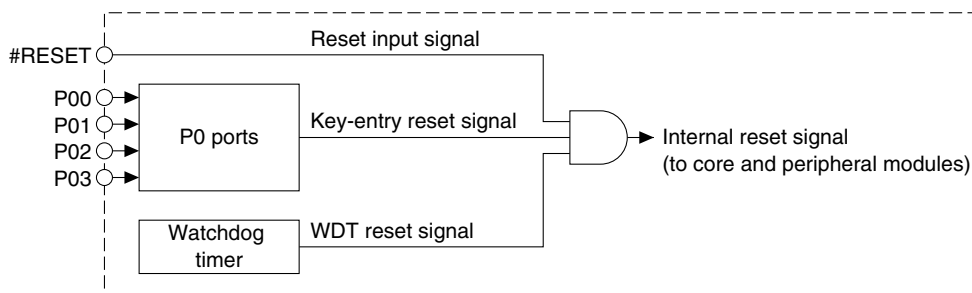 Reset input signal
#RESET
P00
P01
P02
P03
P0 ports
Key-entry reset signal
Internal reset signal
(to core and peripheral modules)
Watchdog
timer
WDT reset signal